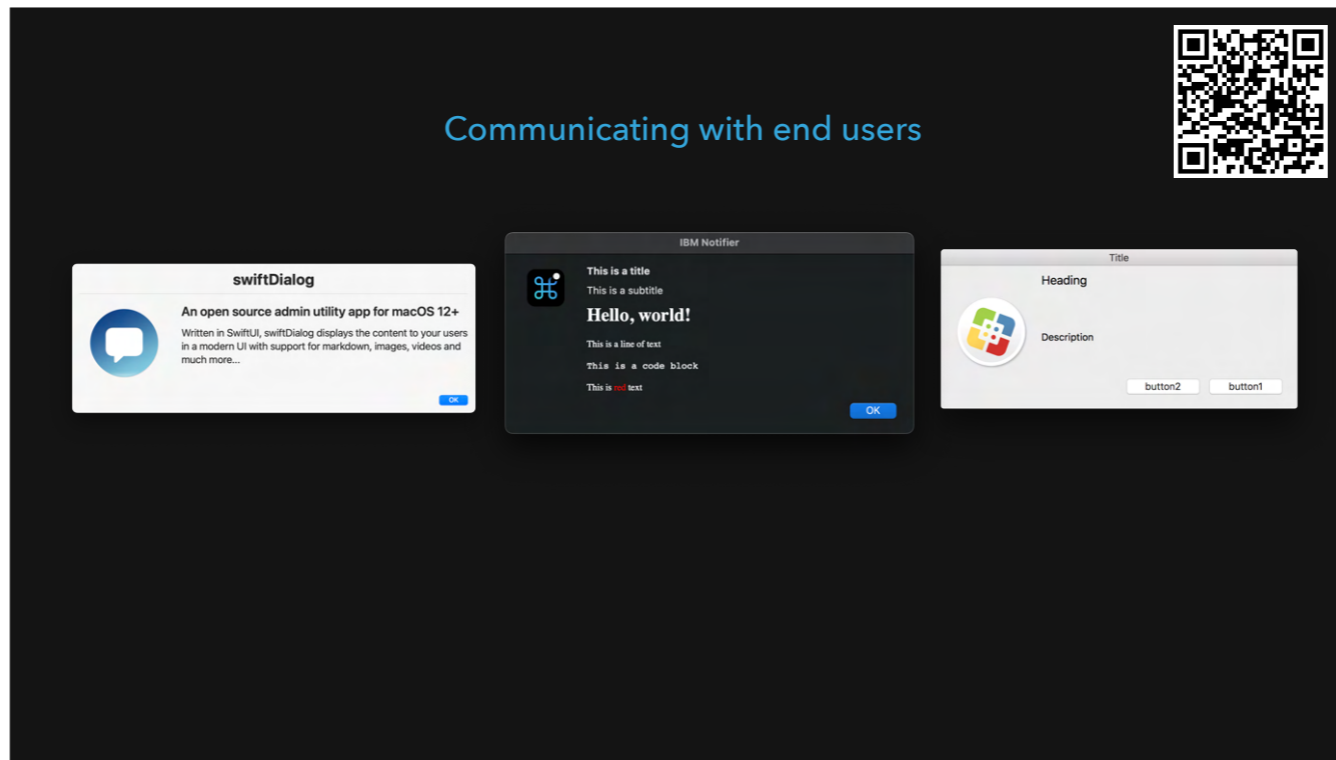 Communicating with end users
swiftDialog
An open source admin utility app for macOS 12+
Written in SwiftUI, swiftDialog displays the content to your users
in a modern UI with support for markdown, images, videos and
much more...
OK
IBM Notifier
This is a title
This is a subtitle
Hello, world!
This is a line of text
This is a code block
This is red text
OK
Title
Heading
Description
button2
button1